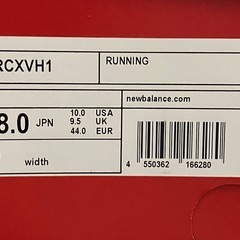 RCXVH1
RUNNING
8.0 JPN
10.0 USA
9.5 UK
44.0 EUR
newbalance.com
width
4 550362 166280